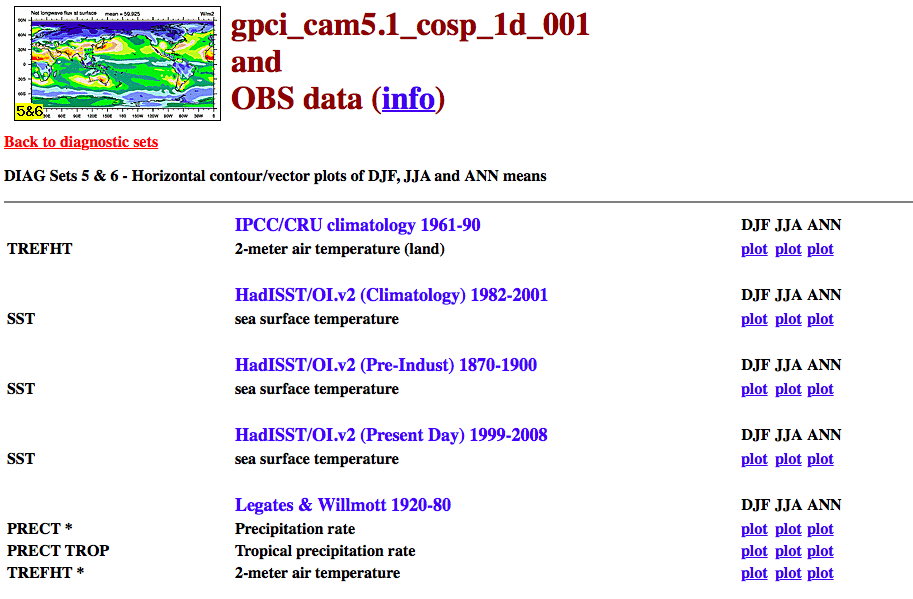 Net longwave flux at surface mean = 59.925 W/m2
gpci_cam5.1_cosp_1d_001
and
OBS data (info)
5&6
Back to diagnostic sets
DIAG Sets 5 & 6 - Horizontal contour/vector plots of DJF, JJA and ANN means
IPCC/CRU climatology 1961-90 DJF JJA ANN
TREFHT 2-meter air temperature (land) plot plot plot
HadISST/OI.v2 (Climatology) 1982-2001 DJF JJA ANN
SST sea surface temperature plot plot plot
HadISST/OI.v2 (Pre-Indust) 1870-1900 DJF JJA ANN
SST sea surface temperature plot plot plot
HadISST/OI.v2 (Present Day) 1999-2008 DJF JJA ANN
SST sea surface temperature plot plot plot
Legates & Willmott 1920-80 DJF JJA ANN
PRECT * Precipitation rate plot plot plot
PRECT TROP Tropical precipitation rate plot plot plot
TREFHT * 2-meter air temperature plot plot plot